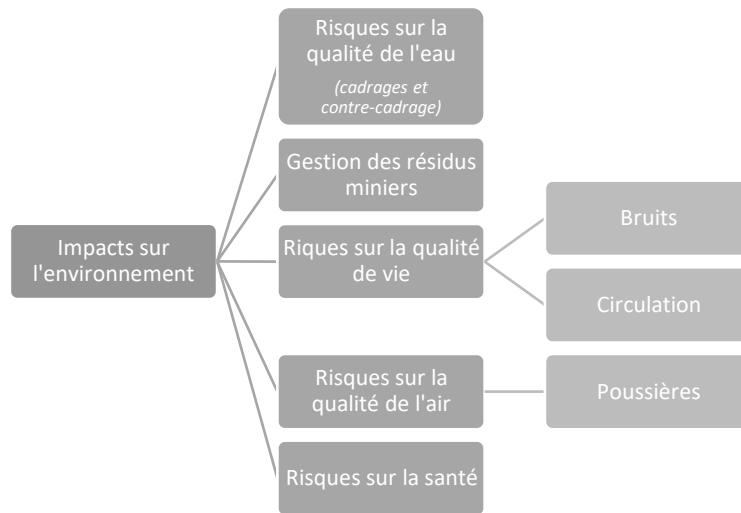 Risques sur la
qualité de l'eau
(cadrages et
contre-cadrage)
Gestion des résidus
miniers
Impacts sur
l'environnement
Riques sur la qualité
de vie
Bruits
Circulation
Risques sur la
qualité de l'air
Poussières
Risques sur la santé